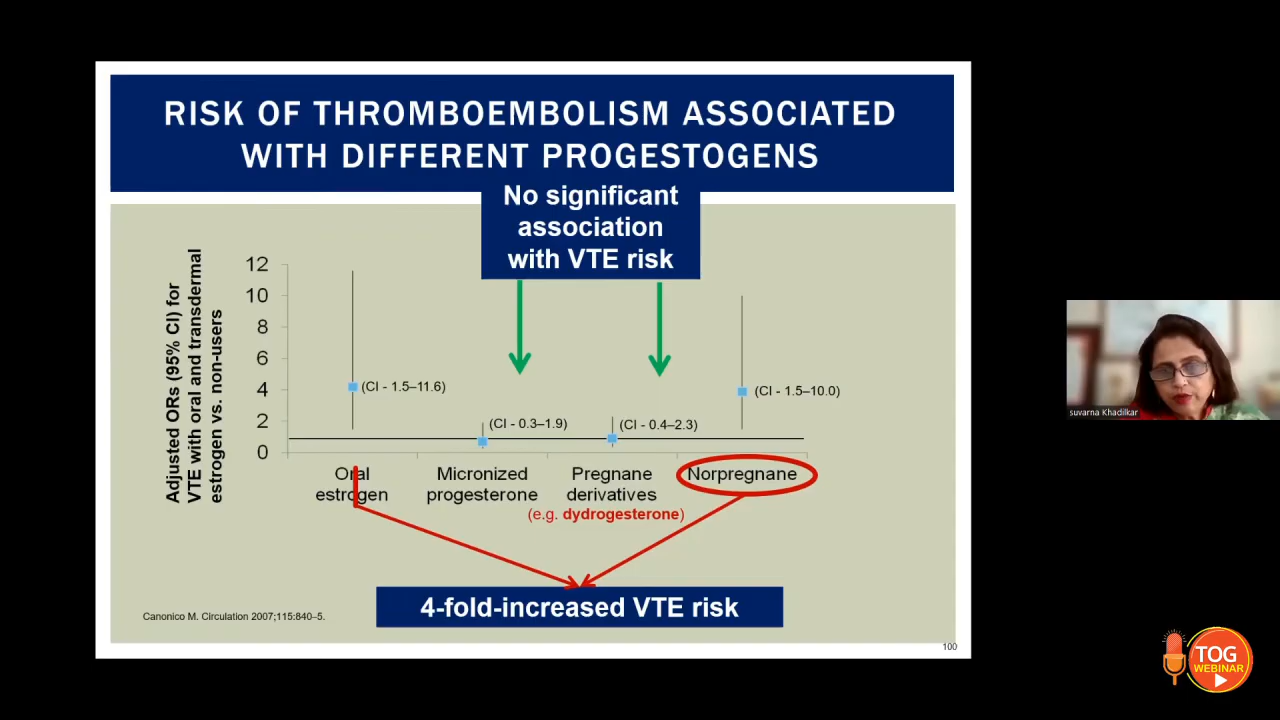 RISK OF THROMBOEMBOLISM ASSOCIATED
WITH DIFFERENT PROGESTOGENS
No significant
association
with VTE risk
Adjusted ORs (95% CI) for
VTE with oral and transdermal
estrogen vs. non-users
12
10
8
6
4
2
0
(CI - 1.5–11.6)
(CI - 0.3–1.9)
(CI - 0.4–2.3)
(CI - 1.5–10.0)
Oral
estrogen
Micronized
progesterone
Pregnane
derivatives
(e.g. dydrogesterone)
Norpregnane
4-fold-increased VTE risk
Canonico M. Circulation 2007;115:840–5.
100
suvarna Khadilkar
TOG
WEBINAR